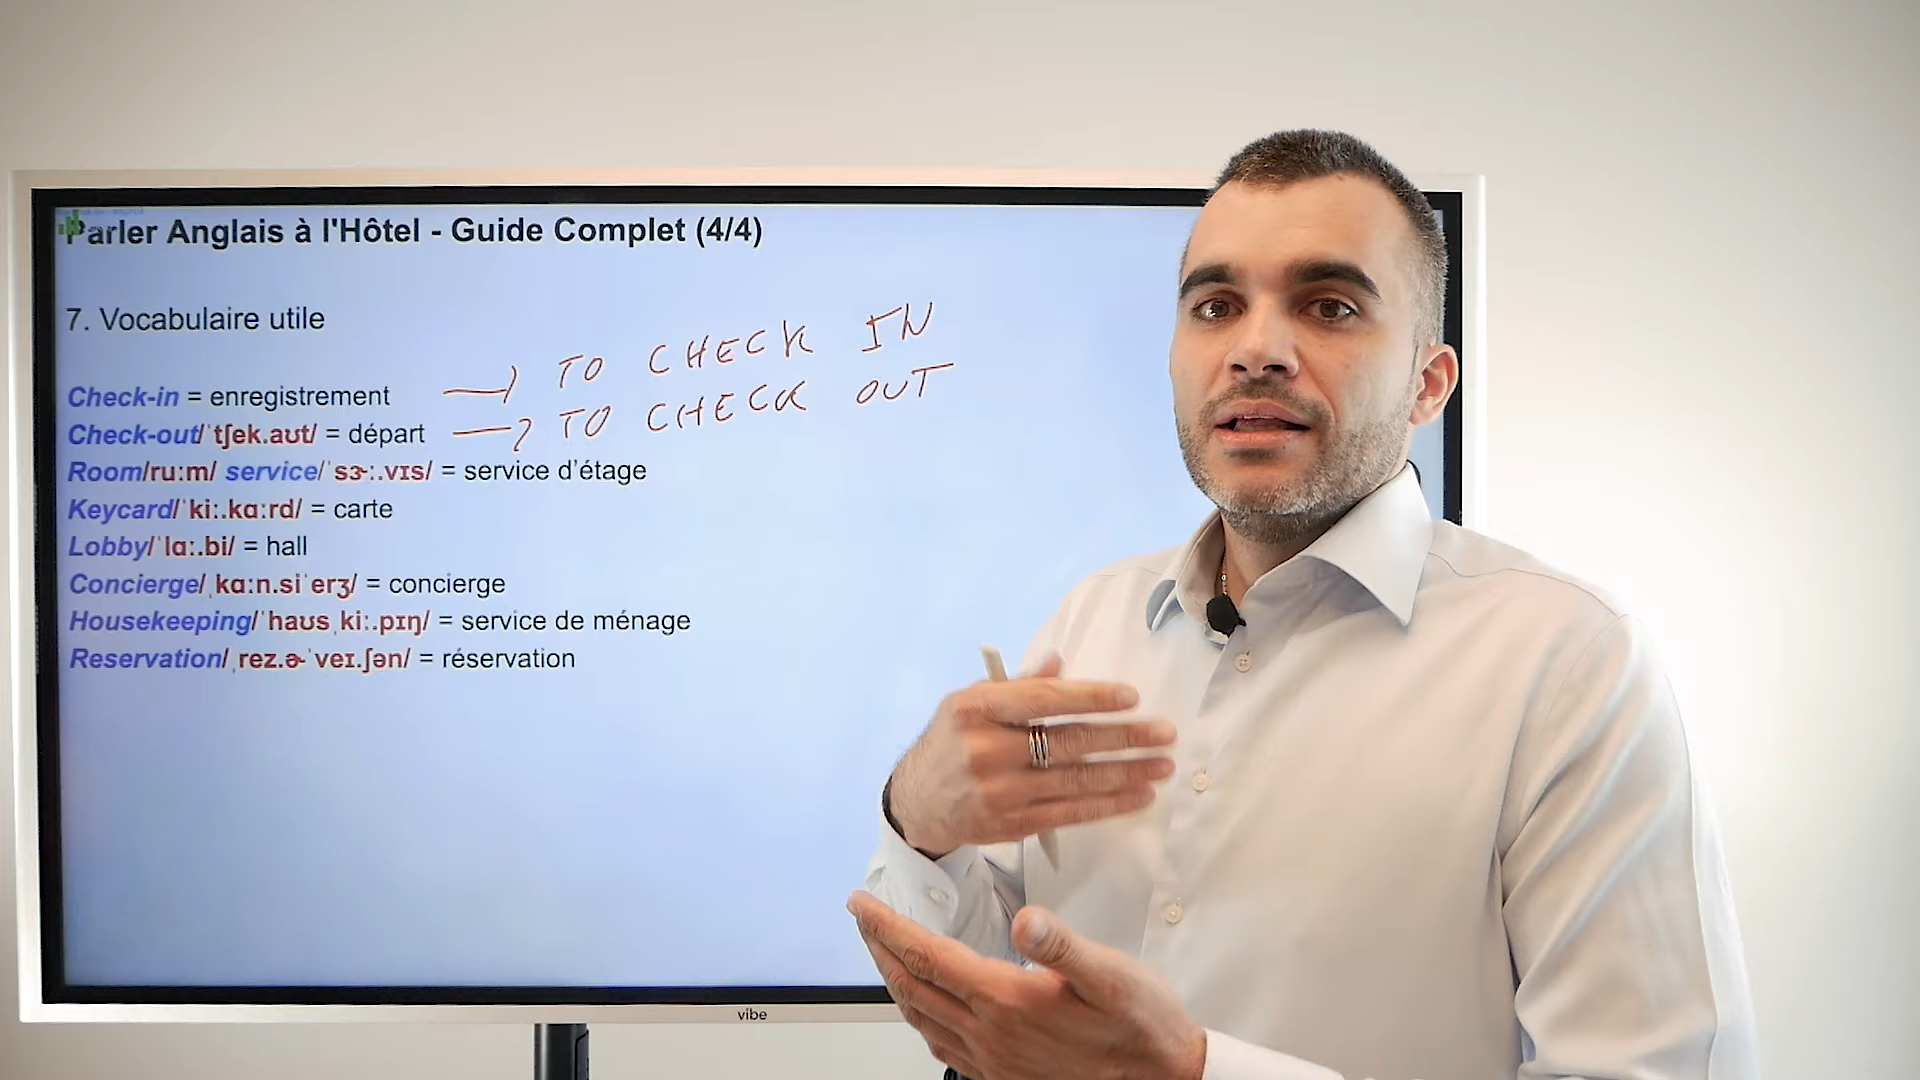 Parler Anglais à l'Hôtel - Guide Complet (4/4)
7. Vocabulaire utile
TO CHECK IN
Check-in = enregistrement
TO CHECK OUT
Check-out/ˈtʃek.aʊt/ = départ
Room/ruːm/ service/ˈsɝː.vɪs/ = service d’étage
Keycard/ˈkiː.kɑːrd/ = carte
Lobby/ˈlɑː.bi/ = hall
Concierge/ˌkɑːn.siˈerʒ/ = concierge
Housekeeping/ˈhaʊsˌkiː.pɪŋ/ = service de ménage
Reservation/ˌrez.ɚˈveɪ.ʃən/ = réservation
vibe